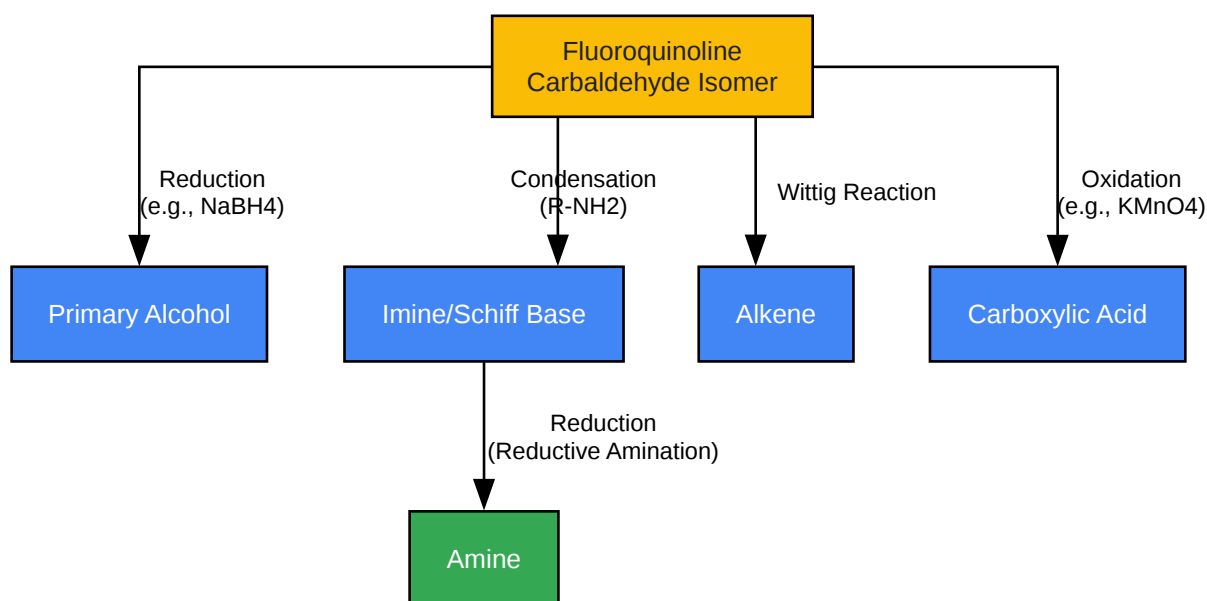 Fluoroquinoline
Carbaldehyde Isomer
Reduction
(e.g., NaBH4)
Condensation
(R-NH2)
Wittig Reaction
Oxidation
(e.g., KMnO4)
Primary Alcohol
Imine/Schiff Base
Alkene
Carboxylic Acid
Reduction
(Reductive Amination)
Amine